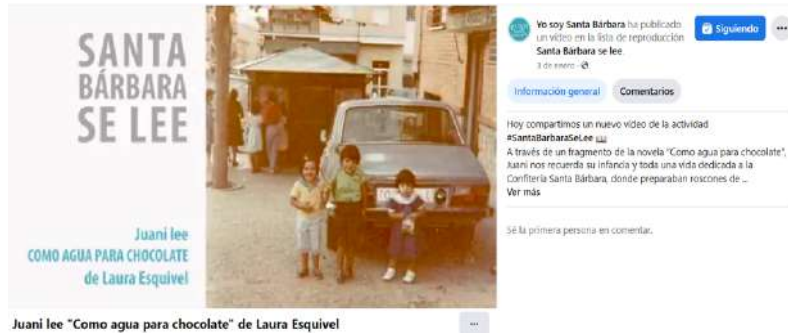 SANTA
BÁRBARA
SE LEE
Juani lee
COMO AGUA PARA CHOCOLATE
de Laura Esquivel
Juani lee "Como agua para chocolate" de Laura Esquivel
...
Yo soy Santa Bárbara ha publicado
un vídeo en la lista de reproducción
Santa Bárbara se lee.
3 de enero ·
Siguiendo
...
Información general Comentarios
Hoy compartimos un nuevo vídeo de la actividad
#SantaBarbaraSeLee
A través de un fragmento de la novela "Como agua para chocolate",
Juani nos recuerda su infancia y toda una vida dedicada a la
Confitería Santa Bárbara, donde preparaban roscones de ...
Ver más
Sé la primera persona en comentar.